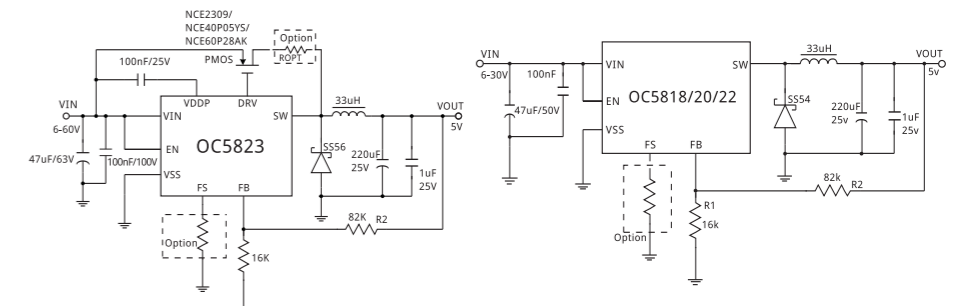 NCE2309/
NCE40P05YS/
NCE60P28AK
PMOS
Option
ROPT
100nF/25V
VIN
6-60V
VDDP
DRV
VIN
SW
EN
OC5823
VSS
FS
FB
47uF/63V
100nF/100V
33uH
VOUT
5V
SS56
220uF
25V
1uF
25V
82K
R2
Option
16K
VIN
6-30V
100nF
47uF/50V
VIN
SW
EN
OC5818/20/22
VSS
FS
FB
33uH
VOUT
5v
SS54
220uF
25v
1uF
25v
82k
R2
R1
16k
Option